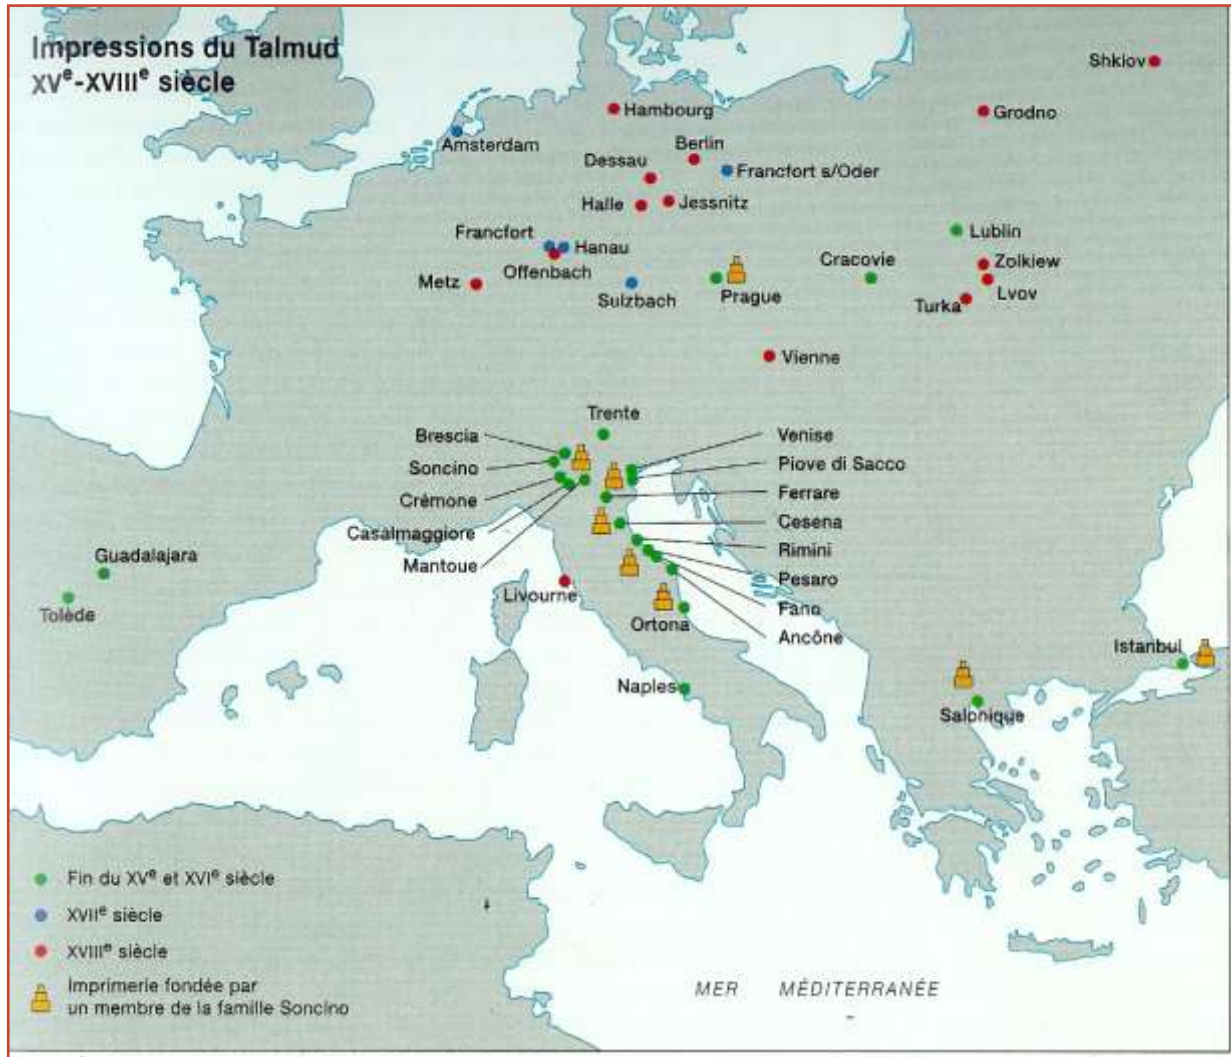 Impressions du Talmud
XVe-XVIIIe siècle
Shklov
Hambourg
Grodno
Amsterdam
Berlin
Dessau
Francfort s/Oder
Halle
Jessnitz
Francfort
Hanau
Lublin
Offenbach
Cracovie
Zolkiew
Metz
Sulzbach
Prague
Lvov
Turka
Vienne
Trente
Brescia
Venise
Soncino
Piove di Sacco
Crémone
Ferrare
Casalmaggiore
Cesena
Mantoue
Rimini
Guadalajara
Pesaro
Livourne
Tolède
Fano
Ortona
Ancône
Istanbul
Naples
Salonique
Fin du XVe et XVIe siècle
XVIIe siècle
XVIIIe siècle
Imprimerie fondée par
un membre de la famille Soncino
MER MÉDITERRANÉE